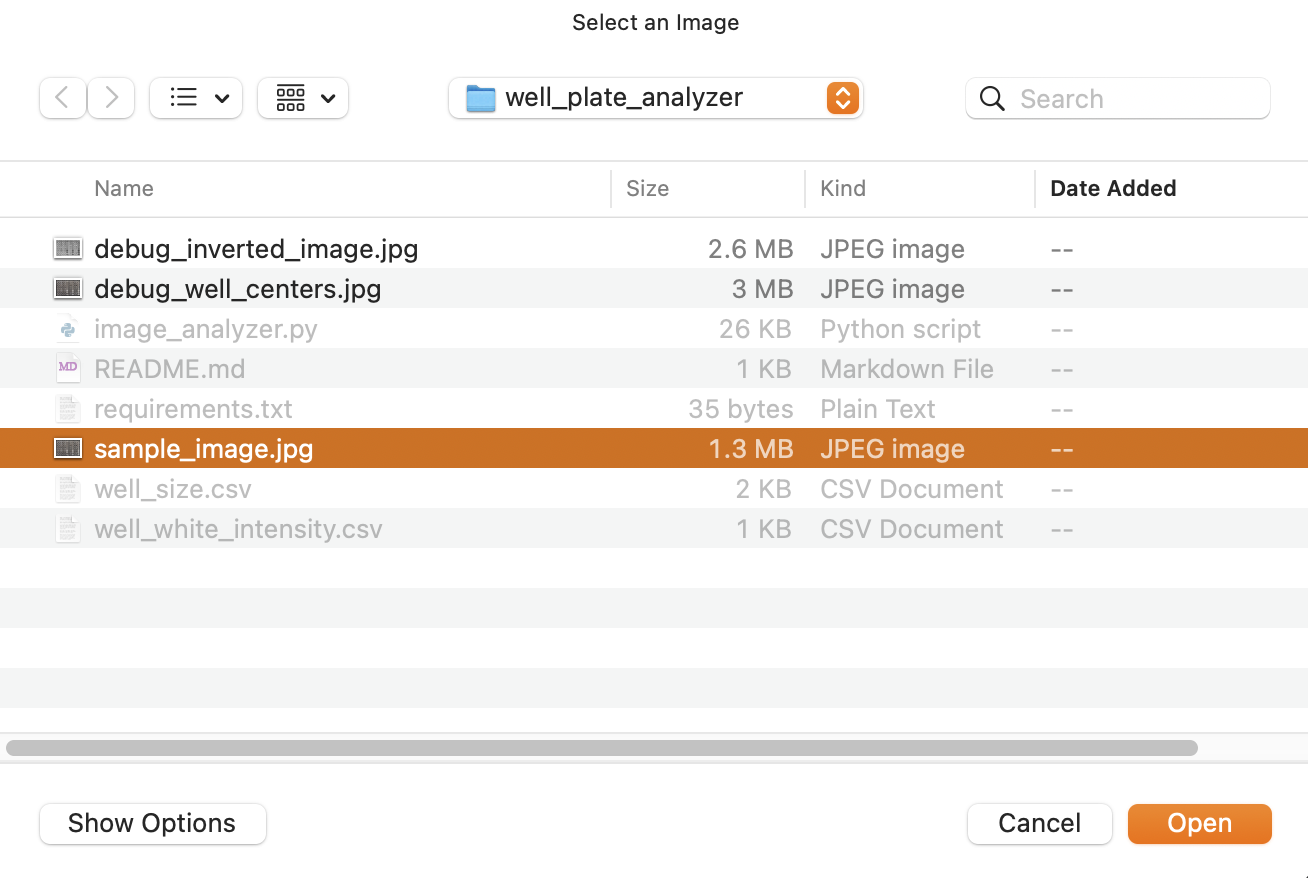 Select an Image
well_plate_analyzer
Search
Name Size Kind Date Added
debug_inverted_image.jpg 2.6 MB JPEG image --
debug_well_centers.jpg 3 MB JPEG image --
image_analyzer.py 26 KB Python script --
MD README.md 1 KB Markdown File --
requirements.txt 35 bytes Plain Text --
sample_image.jpg 1.3 MB JPEG image --
well_size.csv 2 KB CSV Document --
well_white_intensity.csv 1 KB CSV Document --
Show Options Cancel Open